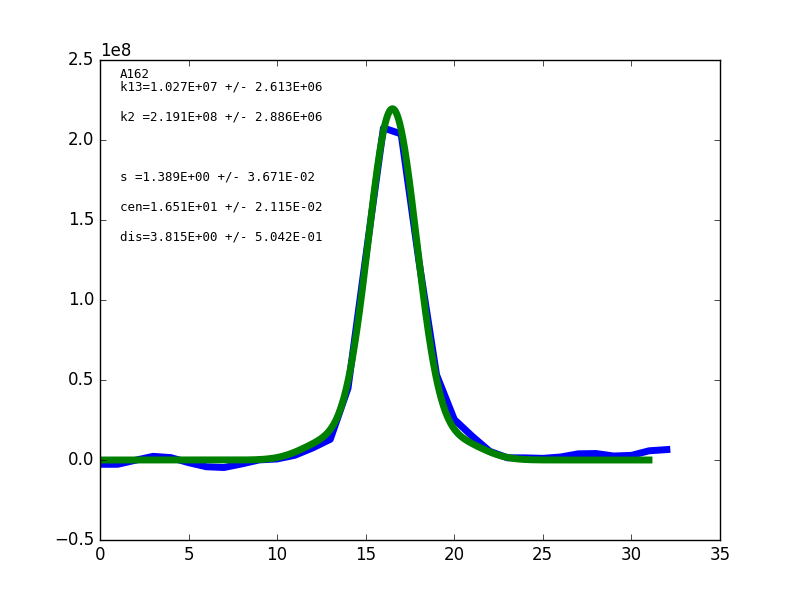 1e8
2.5
2.0
1.5
1.0
0.5
0.0
−0.5
A162
k13=1.027E+07 +/- 2.613E+06
k2 =2.191E+08 +/- 2.886E+06
s =1.389E+00 +/- 3.671E-02
cen=1.651E+01 +/- 2.115E-02
dis=3.815E+00 +/- 5.042E-01
0 5 10 15 20 25 30 35